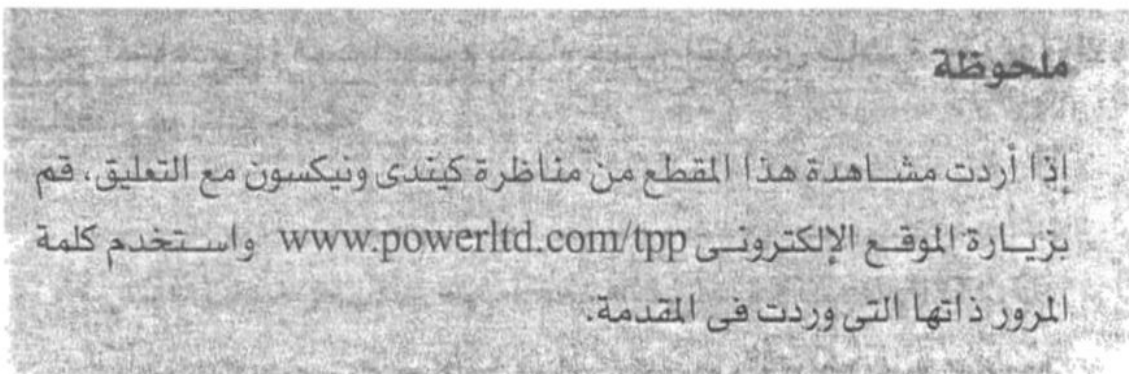 ملحوظة
إذا أردت مشاهدة هذا المقطع من مناظرة كيندى ونيكسون مع التعليق، قم
بزيارة الموقع الإلكترونى www.powerltd.com/tpp واستخدم كلمة
المرور ذاتها التى وردت فى المقدمة.